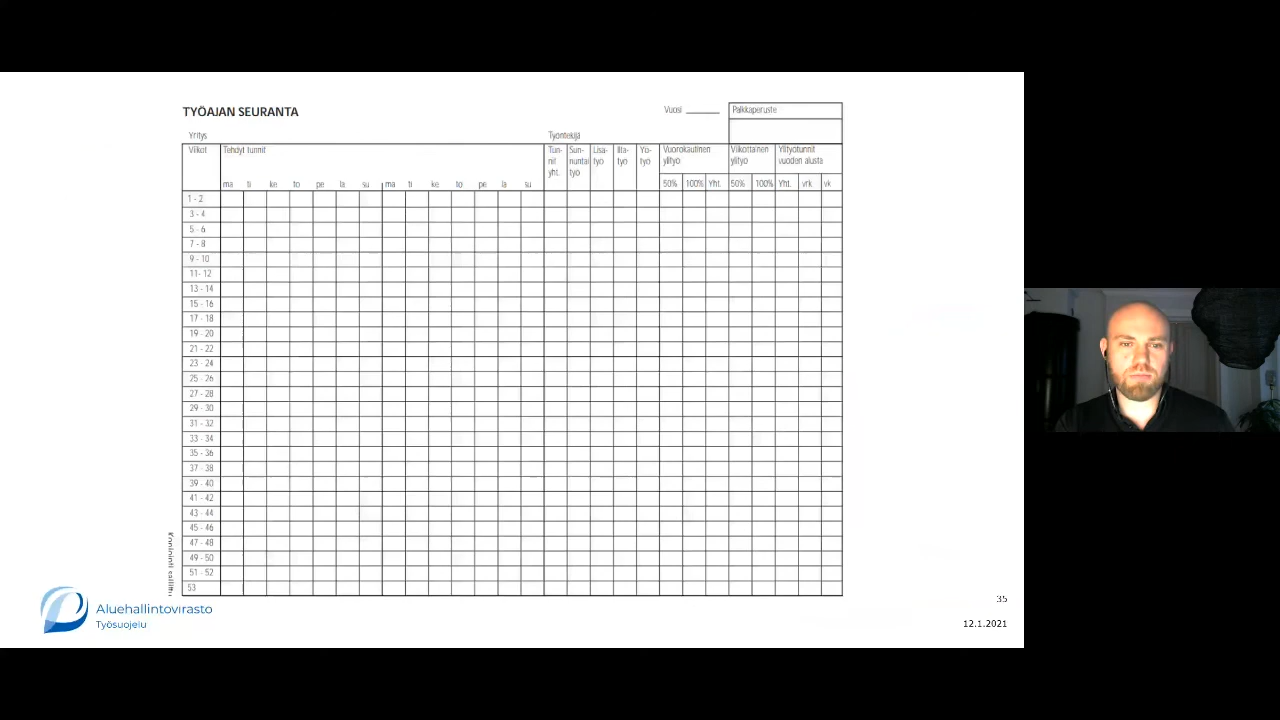 TYÖAJAN SEURANTA
Vuosi
Palkkaperuste
Yritys
Työntekijä
Viikot
Tehdyt tunnit
Tun-
nit
yht.
Sun-
nuntai
työ
Lisä-
työ
Ilta-
työ
Yö-
työ
Vuorokautinen
ylityö
Viikottainen
ylityö
Ylityötunnit
vuoden alusta
ma ti ke to pe la su ma ti ke to pe la su
50% 100% Yht. 50% 100% Yht. vrk vk
1 - 2
3 - 4
5 - 6
7 - 8
9 - 10
11- 12
13 - 14
15 - 16
17 - 18
19 - 20
21 - 22
23 - 24
25 - 26
27 - 28
29 - 30
31 - 32
33 - 34
35 - 36
37 - 38
39 - 40
41 - 42
43 - 44
45 - 46
47 - 48
49 - 50
51 - 52
53
Kopiointi sallittu
Aluehallintovirasto
Työsuojelu
35
12.1.2021